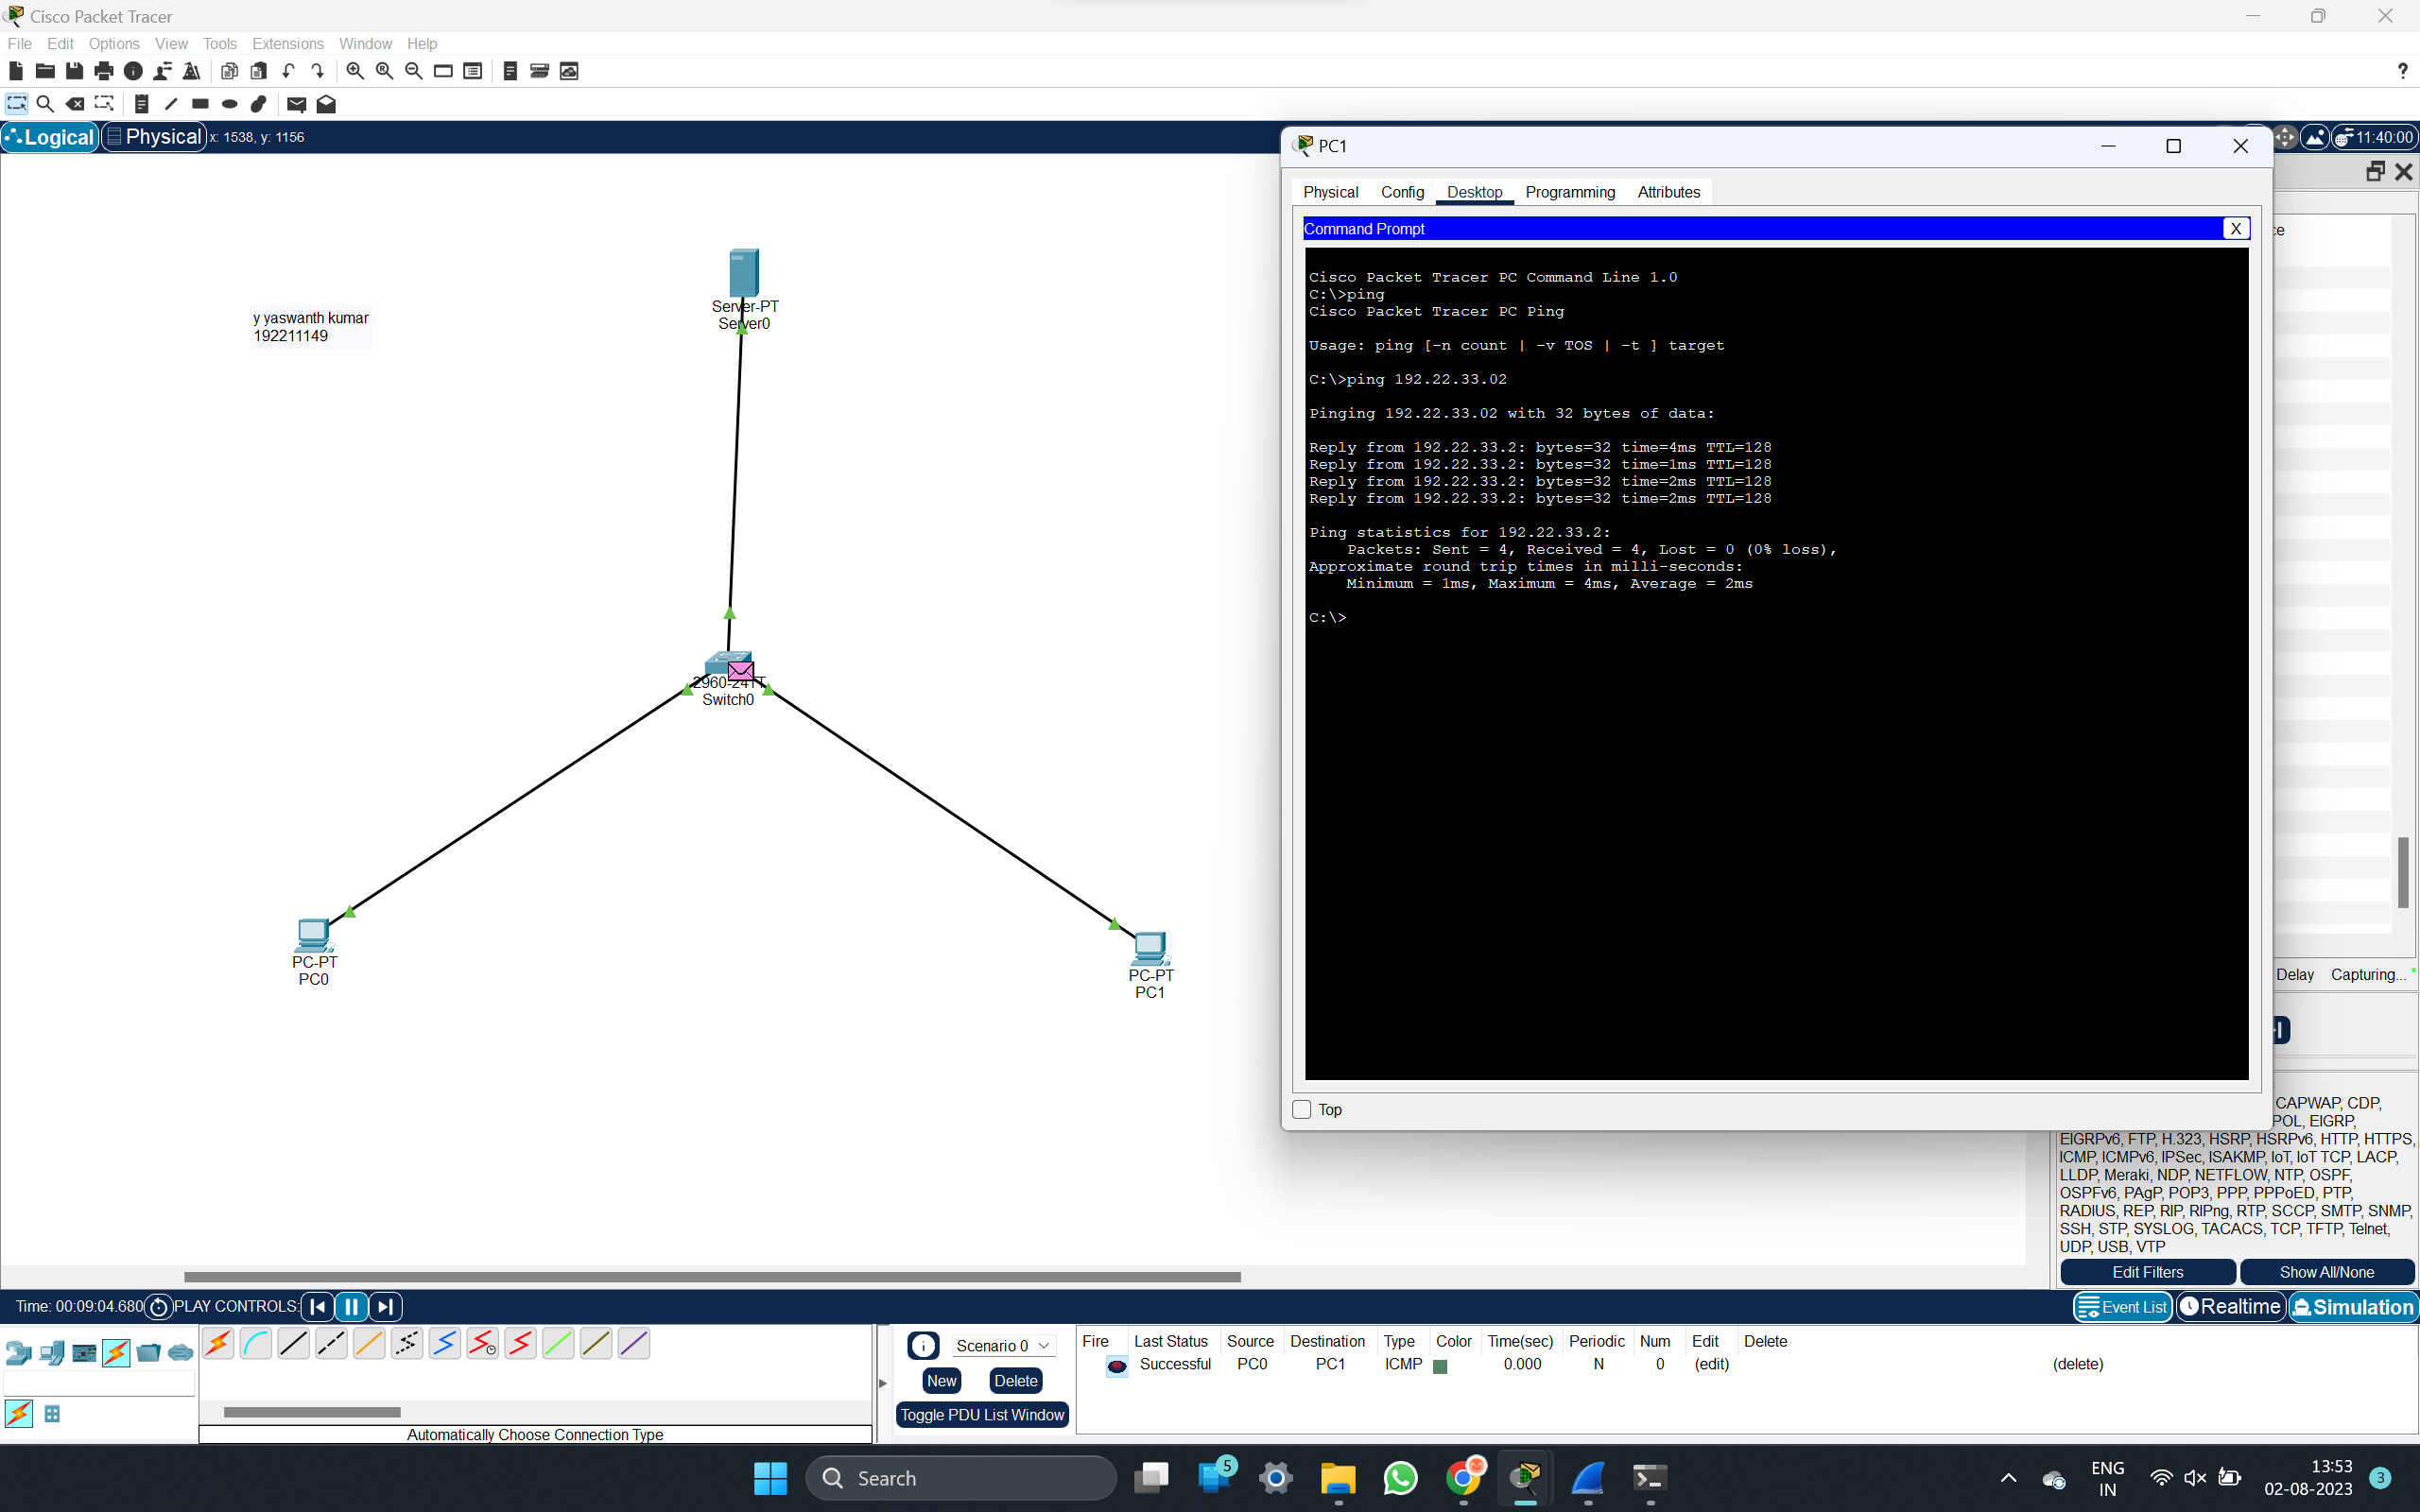 Cisco Packet Tracer
File Edit Options View Tools Extensions Window Help
?
Logical Physical x: 1538, y: 1156
11:40:00
y yaswanth kumar
192211149
Server-PT
Server0
2960-24TT
Switch0
PC-PT
PC0
PC-PT
PC1
PC1
Physical Config Desktop Programming Attributes
Command Prompt X
Cisco Packet Tracer PC Command Line 1.0
C:\>ping
Cisco Packet Tracer PC Ping
Usage: ping [-n count | -v TOS | -t ] target
C:\>ping 192.22.33.02
Pinging 192.22.33.02 with 32 bytes of data:
Reply from 192.22.33.2: bytes=32 time=4ms TTL=128
Reply from 192.22.33.2: bytes=32 time=1ms TTL=128
Reply from 192.22.33.2: bytes=32 time=2ms TTL=128
Reply from 192.22.33.2: bytes=32 time=2ms TTL=128
Ping statistics for 192.22.33.2:
Packets: Sent = 4, Received = 4, Lost = 0 (0% loss),
Approximate round trip times in milli-seconds:
Minimum = 1ms, Maximum = 4ms, Average = 2ms
C:\>
Top
Delay Capturing... *
CAPWAP, CDP,
POL, EIGRP,
EIGRPv6, FTP, H.323, HSRP, HSRPv6, HTTP, HTTPS,
ICMP, ICMPv6, IPSec, ISAKMP, IoT, IoT TCP, LACP,
LLDP, Meraki, NDP, NETFLOW, NTP, OSPF,
OSPFv6, PAgP, POP3, PPP, PPPoED, PTP,
RADIUS, REP, RIP, RIPng, RTP, SCCP, SMTP, SNMP,
SSH, STP, SYSLOG, TACACS, TCP, TFTP, Telnet,
UDP, USB, VTP
Edit Filters Show All/None
Time: 00:09:04.680 PLAY CONTROLS:
Event List Realtime Simulation
Scenario 0
New Delete
Toggle PDU List Window
Fire Last Status Source Destination Type Color Time(sec) Periodic Num Edit Delete
Successful PC0 PC1 ICMP 0.000 N 0 (edit) (delete)
Automatically Choose Connection Type
Search
5
ENG
IN
13:53
02-08-2023
3